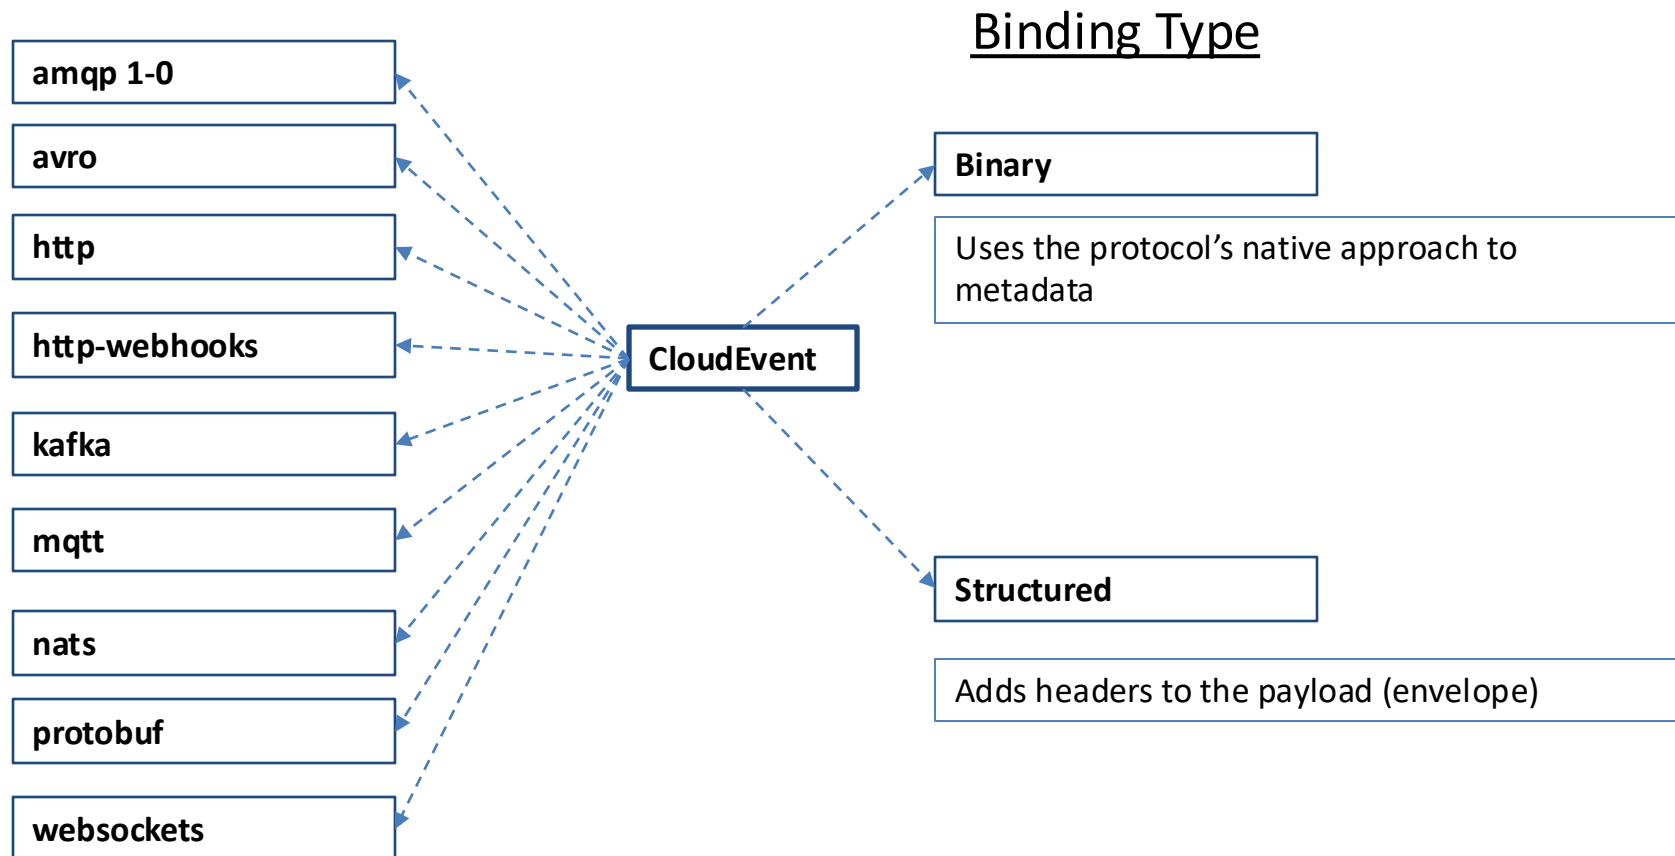 Binding Type
amqp 1-0
avro
http
http-webhooks
kafka
mqtt
nats
protobuf
websockets
CloudEvent
Binary
Uses the protocol’s native approach to
metadata
Structured
Adds headers to the payload (envelope)